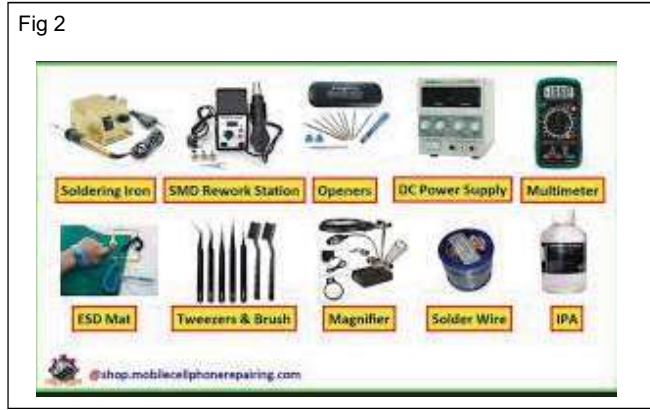 Fig 2
Soldering Iron SMD Rework Station Openers DC Power Supply Multimeter
ESD Mat Tweezers & Brush Magnifier Solder Wire IPA
@shop.mobilecellphonerepairing.com